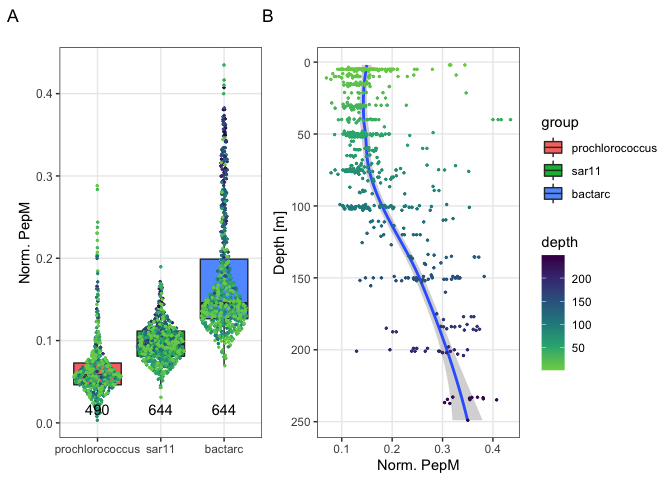 A
Norm. PepM
0.4
0.3
0.2
0.1
0.0
490
644
644
prochlorococcus
sar11
bactarc
B
Depth [m]
0
50
100
150
200
250
0.1
0.2
0.3
0.4
Norm. PepM
group
prochlorococcus
sar11
bactarc
depth
200
150
100
50